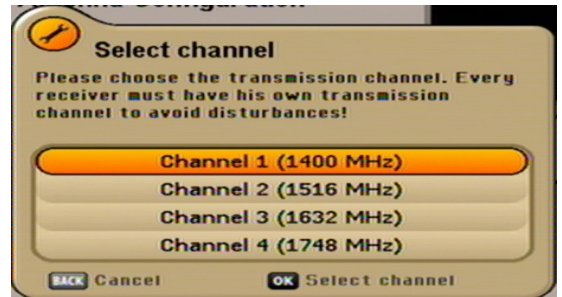 Select channel
Please choose the transmission channel. Every
receiver must have his own transmission
channel to avoid disturbances!
Channel 1 (1400 MHz)
Channel 2 (1516 MHz)
Channel 3 (1632 MHz)
Channel 4 (1748 MHz)
BACK Cancel OK Select channel